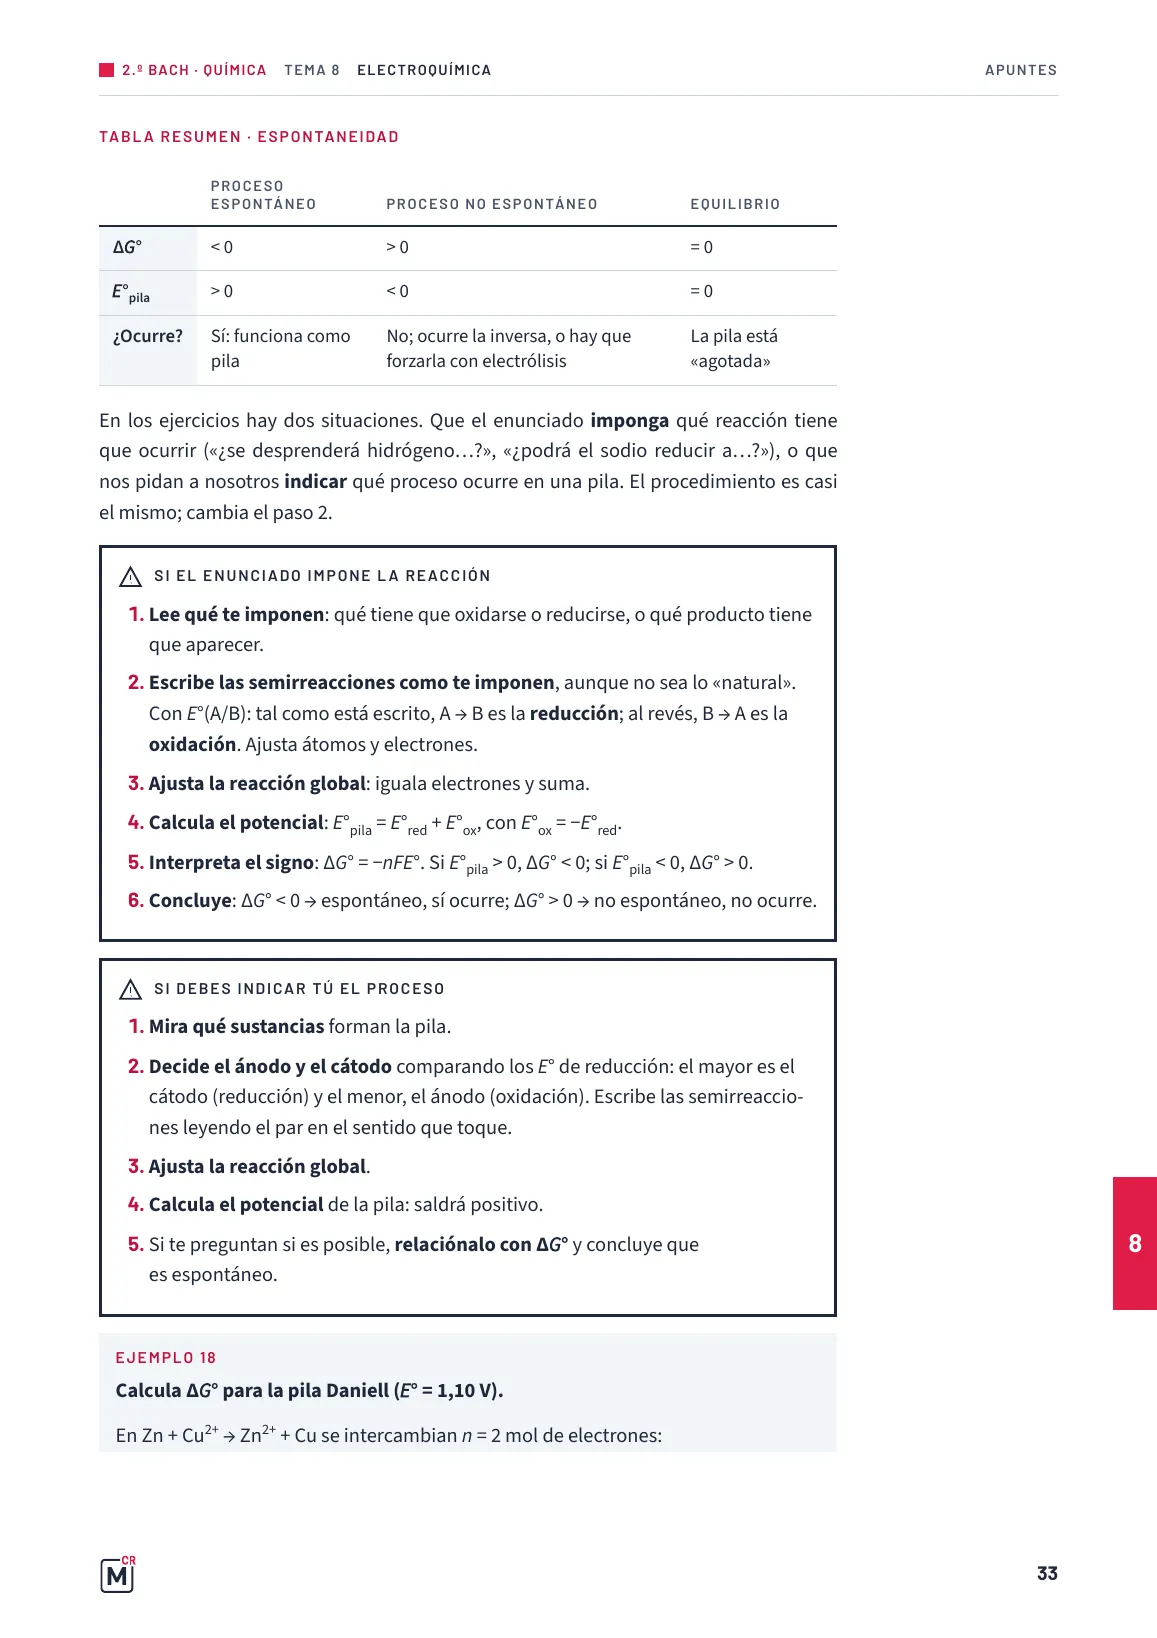 2.º BACH · QUÍMICA TEMA 8 ELECTROQUÍMICA APUNTES
TABLA RESUMEN · ESPONTANEIDAD
PROCESO ESPONTÁNEO PROCESO NO ESPONTÁNEO EQUILIBRIO
ΔG° < 0 > 0 = 0
E°pila > 0 < 0 = 0
¿Ocurre? Sí: funciona como pila No; ocurre la inversa, o hay que forzarla con electrólisis La pila está «agotada»
En los ejercicios hay dos situaciones. Que el enunciado imponga qué reacción tiene
que ocurrir («¿se desprenderá hidrógeno…?», «¿podrá el sodio reducir a…?»), o que
nos pidan a nosotros indicar qué proceso ocurre en una pila. El procedimiento es casi
el mismo; cambia el paso 2.
SI EL ENUNCIADO IMPONE LA REACCIÓN
1. Lee qué te imponen: qué tiene que oxidarse o reducirse, o qué producto tiene
que aparecer.
2. Escribe las semirreacciones como te imponen, aunque no sea lo «natural».
Con E°(A/B): tal como está escrito, A → B es la reducción; al revés, B → A es la
oxidación. Ajusta átomos y electrones.
3. Ajusta la reacción global: iguala electrones y suma.
4. Calcula el potencial: E°pila = E°red + E°ox, con E°ox = −E°red.
5. Interpreta el signo: ΔG° = −nFE°. Si E°pila > 0, ΔG° < 0; si E°pila < 0, ΔG° > 0.
6. Concluye: ΔG° < 0 → espontáneo, sí ocurre; ΔG° > 0 → no espontáneo, no ocurre.
SI DEBES INDICAR TÚ EL PROCESO
1. Mira qué sustancias forman la pila.
2. Decide el ánodo y el cátodo comparando los E° de reducción: el mayor es el
cátodo (reducción) y el menor, el ánodo (oxidación). Escribe las semirreaccio-
nes leyendo el par en el sentido que toque.
3. Ajusta la reacción global.
4. Calcula el potencial de la pila: saldrá positivo.
5. Si te preguntan si es posible, relaciónalo con ΔG° y concluye que
es espontáneo.
8
EJEMPLO 18
Calcula ΔG° para la pila Daniell (E° = 1,10 V).
En Zn + Cu²⁺ → Zn²⁺ + Cu se intercambian n = 2 mol de electrones:
M CR
33